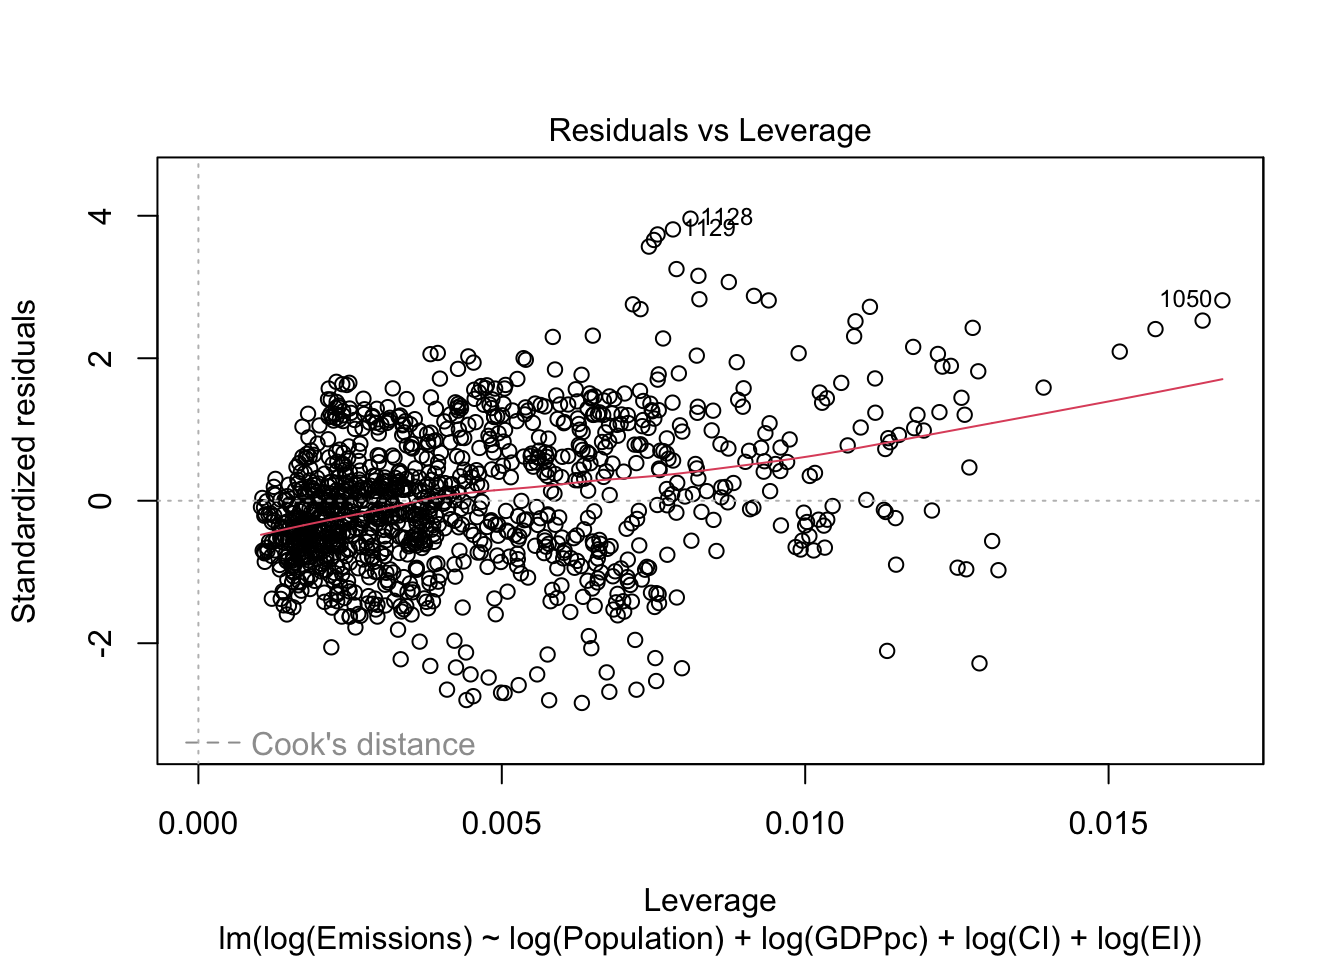 Residuals vs Leverage
4
2
0
-2
Standardized residuals
1128
1129
1050
Cook's distance
0.000 0.005 0.010 0.015
Leverage
lm(log(Emissions) ~ log(Population) + log(GDPpc) + log(CI) + log(EI))